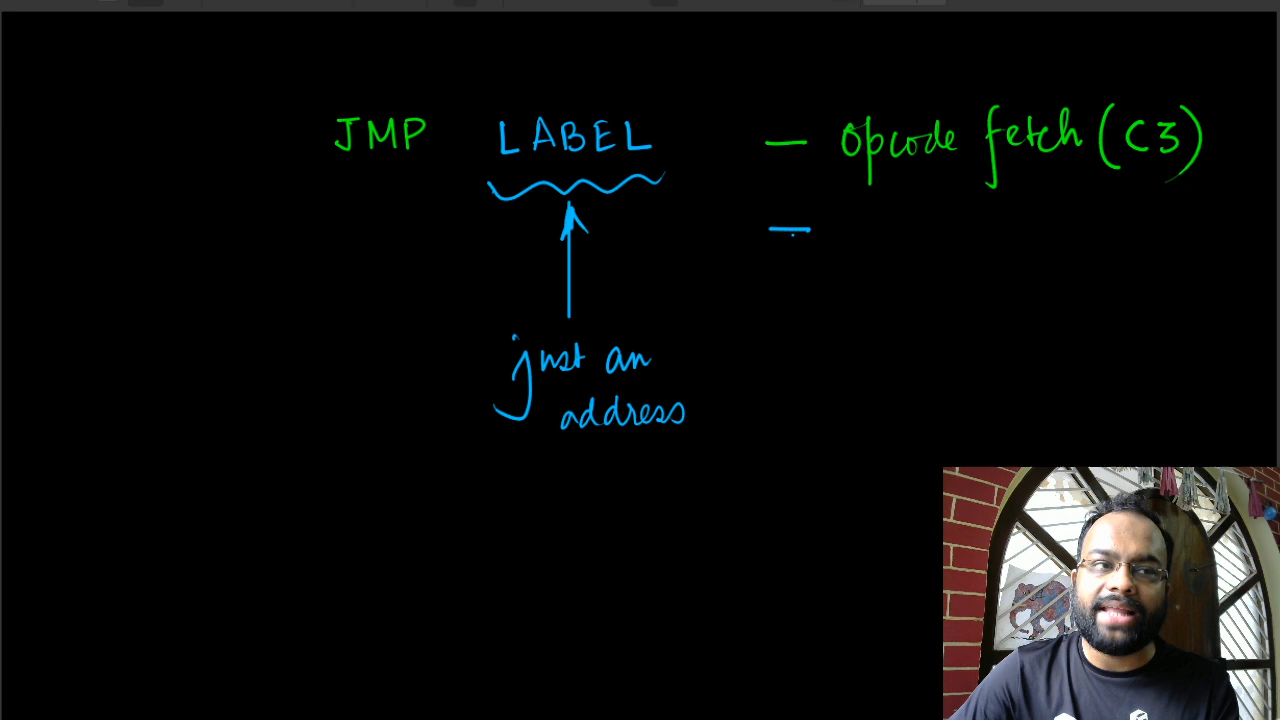 JMP LABEL — Opcode fetch (C3)
—
just an
address